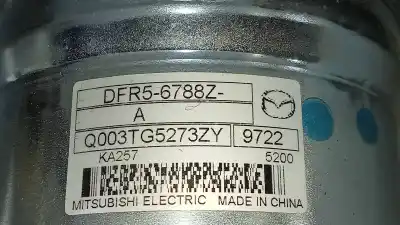 DFR5-6788Z-
A
Q003TG5273ZY 9722
KA257 5200
MITSUBISHI ELECTRIC MADE IN CHINA